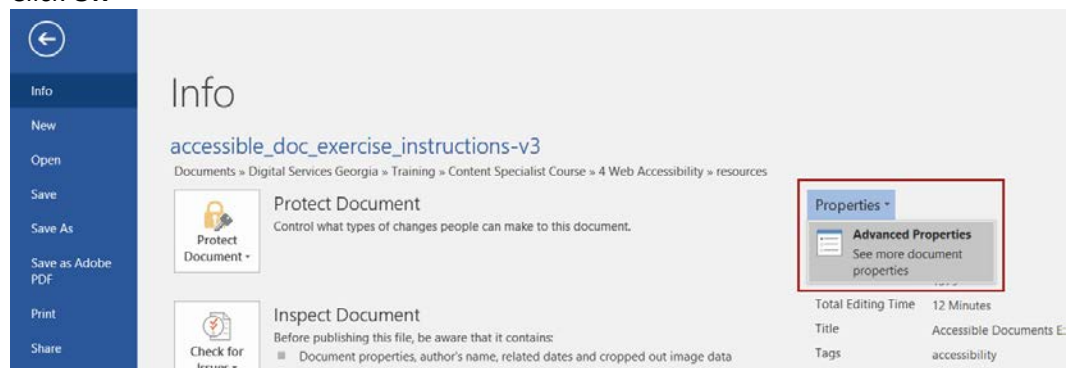 Info
New
Open
Save
Save As
Save as Adobe
PDF
Print
Share
Info
accessible_doc_exercise_instructions-v3
Documents » Digital Services Georgia » Training » Content Specialist Course » 4 Web Accessibility » resources
Protect
Document
Protect Document
Control what types of changes people can make to this document.
Check for
Inspect Document
Before publishing this file, be aware that it contains:
Document properties, author's name, related dates and cropped out image data
Properties
Advanced Properties
See more document
properties
Total Editing Time 12 Minutes
Title Accessible Documents
Tags accessibility